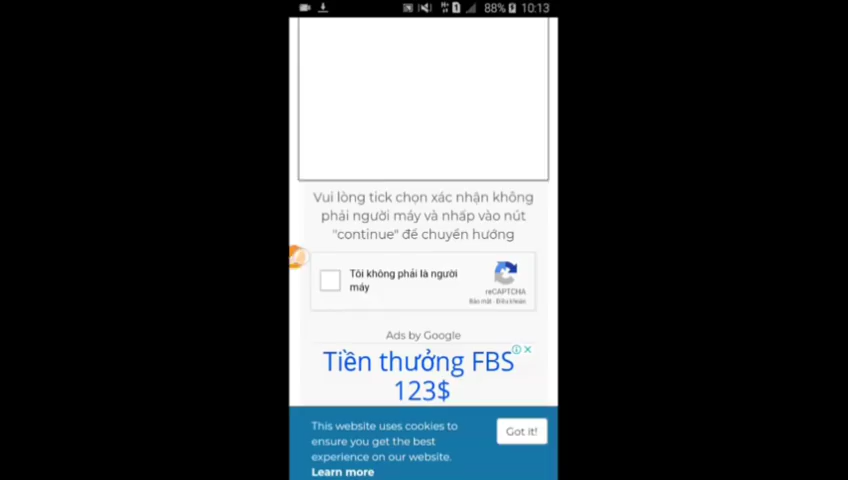 88% 10:13
Vui lòng tick chọn xác nhận không
phải người máy và nhấp vào nút
"continue" để chuyển hướng
Tôi không phải là người
máy
reCAPTCHA
Bảo mật - Điều khoản
Ads by Google
Tiền thưởng FBS
123$
This website uses cookies to
ensure you get the best
experience on our website.
Learn more
Got it!